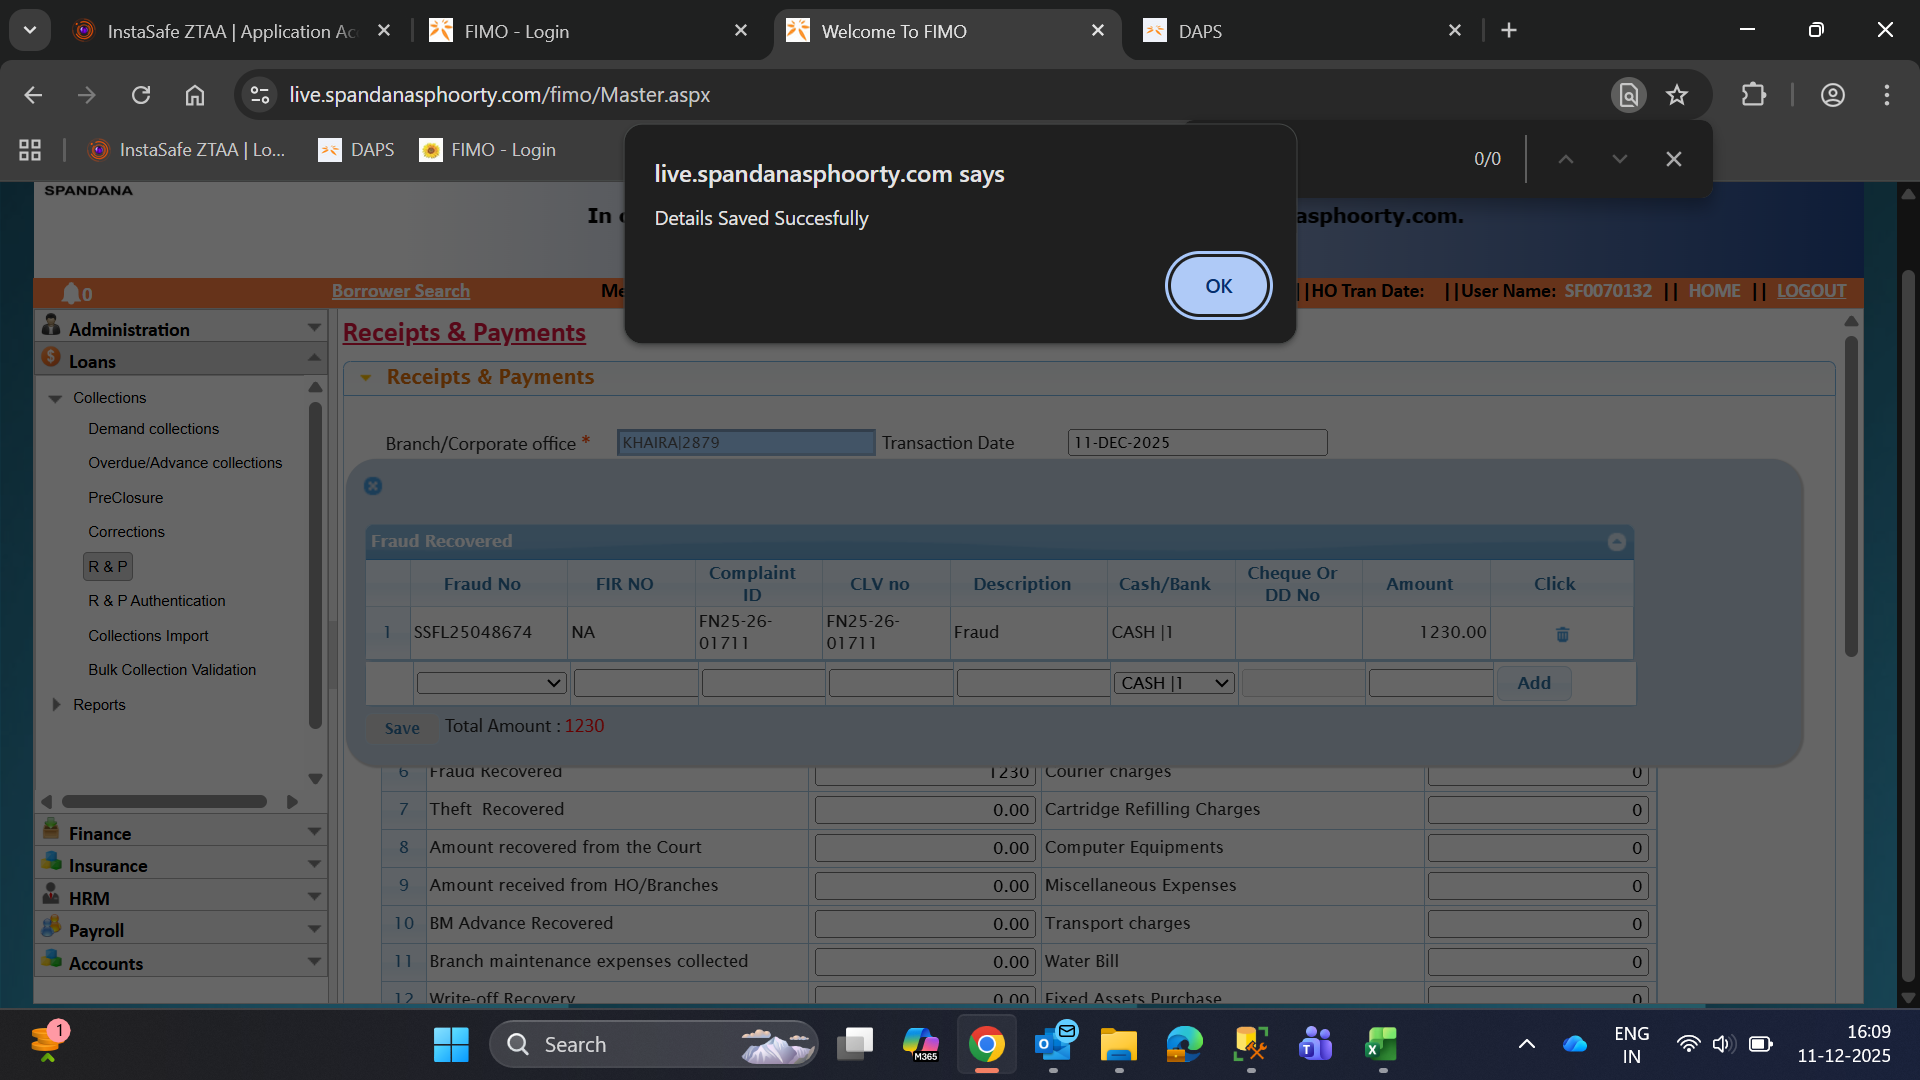 InstaSafe ZTAA | Application Ac
FIMO - Login
Welcome To FIMO
DAPS
live.spandanasphoorty.com/fimo/Master.aspx
InstaSafe ZTAA | Lo...
DAPS
FIMO - Login
0/0
live.spandanasphoorty.com says
Details Saved Succesfully
OK
SPANDANA
In
asphoorty.com.
0
Borrower Search
||HO Tran Date: ||User Name: SF0070132 || HOME || LOGOUT
Administration
Loans
Collections
Demand collections
Overdue/Advance collections
PreClosure
Corrections
R & P
R & P Authentication
Collections Import
Bulk Collection Validation
Reports
Finance
Insurance
HRM
Payroll
Accounts
Receipts & Payments
Receipts & Payments
Branch/Corporate office * KHAIRA|2879 Transaction Date 11-DEC-2025
Fraud Recovered
Fraud No FIR NO Complaint ID CLV no Description Cash/Bank Cheque Or DD No Amount Click
1 SSFL25048674 NA FN25-26-01711 FN25-26-01711 Fraud CASH |1 1230.00
CASH |1 Add
Save Total Amount : 1230
6 Fraud Recovered 1230 Courier charges 0
7 Theft Recovered 0.00 Cartridge Refilling Charges 0
8 Amount recovered from the Court 0.00 Computer Equipments 0
9 Amount received from HO/Branches 0.00 Miscellaneous Expenses 0
10 BM Advance Recovered 0.00 Transport charges 0
11 Branch maintenance expenses collected 0.00 Water Bill 0
12 Write-off Recovery 0.00 Fixed Assets Purchase 0
1
Search
M365
ENG
IN
16:09
11-12-2025